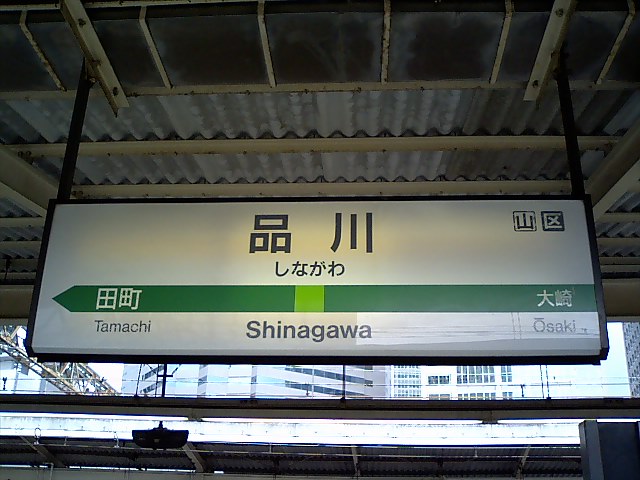 品川
山 区
しながわ
田町 大崎
Tamachi Shinagawa Ōsaki